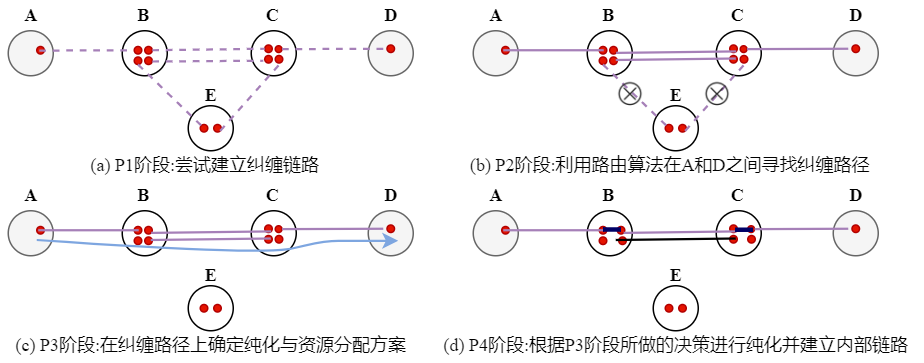 A B C D
E
(a) P1阶段:尝试建立纠缠链路
A B C D
E
(b) P2阶段:利用路由算法在A和D之间寻找纠缠路径
A B C D
E
(c) P3阶段:在纠缠路径上确定纯化与资源分配方案
A B C D
E
(d) P4阶段:根据P3阶段所做的决策进行纯化并建立内部链路